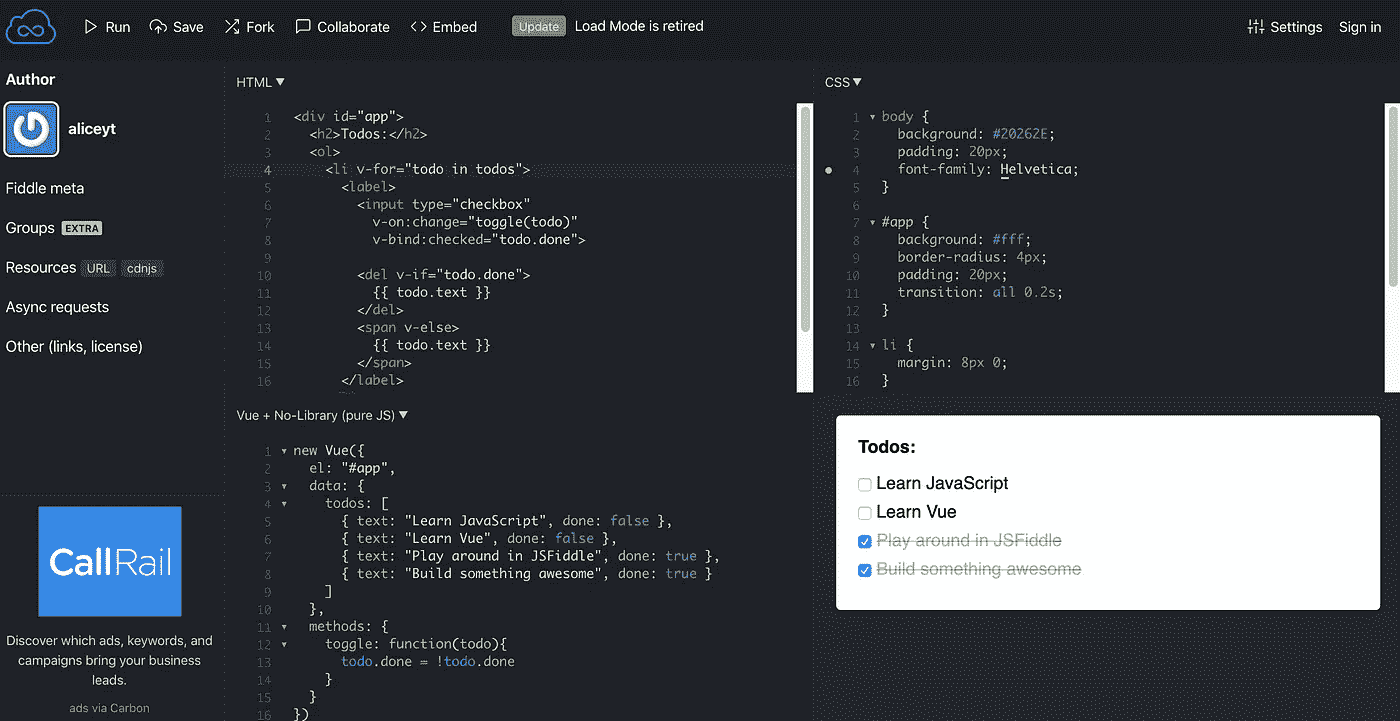 Run Save Fork Collaborate Embed Update Load Mode is retired Settings Sign in
Author
aliceyt
Fiddle meta
Groups EXTRA
Resources URL cdnjs
Async requests
Other (links, license)
CallRail
Discover which ads, keywords, and
campaigns bring your business
leads.
ads via Carbon
HTML ▼
1 <div id="app">
2 <h2>Todos:</h2>
3 <ol>
4 <li v-for="todo in todos">
5 <label>
6 <input type="checkbox"
7 v-on:change="toggle(todo)"
8 v-bind:checked="todo.done">
9
10 <del v-if="todo.done">
11 {{ todo.text }}
12 </del>
13 <span v-else>
14 {{ todo.text }}
15 </span>
16 </label>
CSS ▼
1 ▾ body {
2 background: #20262E;
3 padding: 20px;
4 font-family: Helvetica;
5 }
6
7 ▾ #app {
8 background: #fff;
9 border-radius: 4px;
10 padding: 20px;
11 transition: all 0.2s;
12 }
13
14 ▾ li {
15 margin: 8px 0;
16 }
Vue + No-Library (pure JS) ▼
1 ▾ new Vue({
2 el: "#app",
3 ▾ data: {
4 ▾ todos: [
5 { text: "Learn JavaScript", done: false },
6 { text: "Learn Vue", done: false },
7 { text: "Play around in JSFiddle", done: true },
8 { text: "Build something awesome", done: true }
9 ]
10 },
11 ▾ methods: {
12 ▾ toggle: function(todo){
13 todo.done = !todo.done
14 }
15 }
16 })
Todos:
Learn JavaScript
Learn Vue
Play around in JSFiddle
Build something awesome